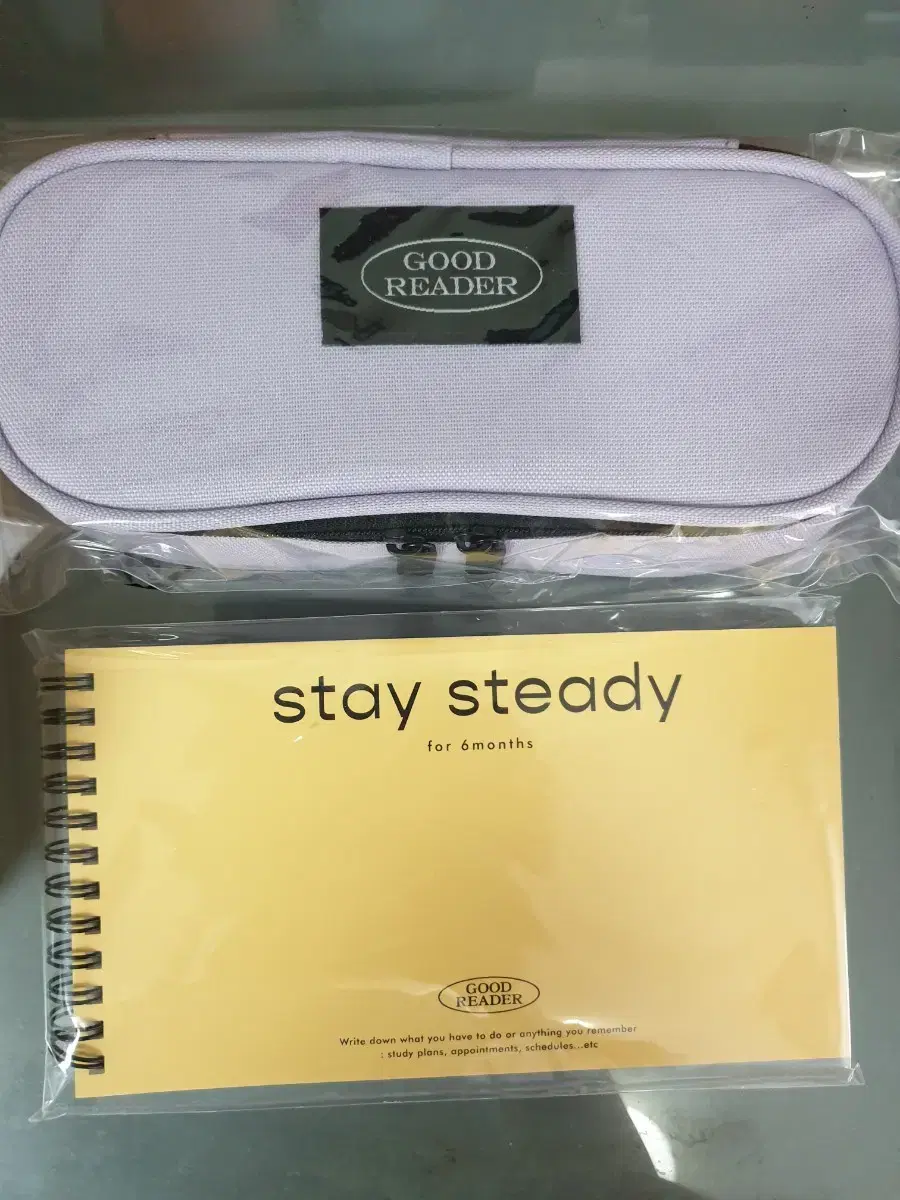 GOOD
READER
stay steady
for 6months
GOOD
READER
Write down what you have to do or anything you remember
: study plans, appointments, schedules...etc